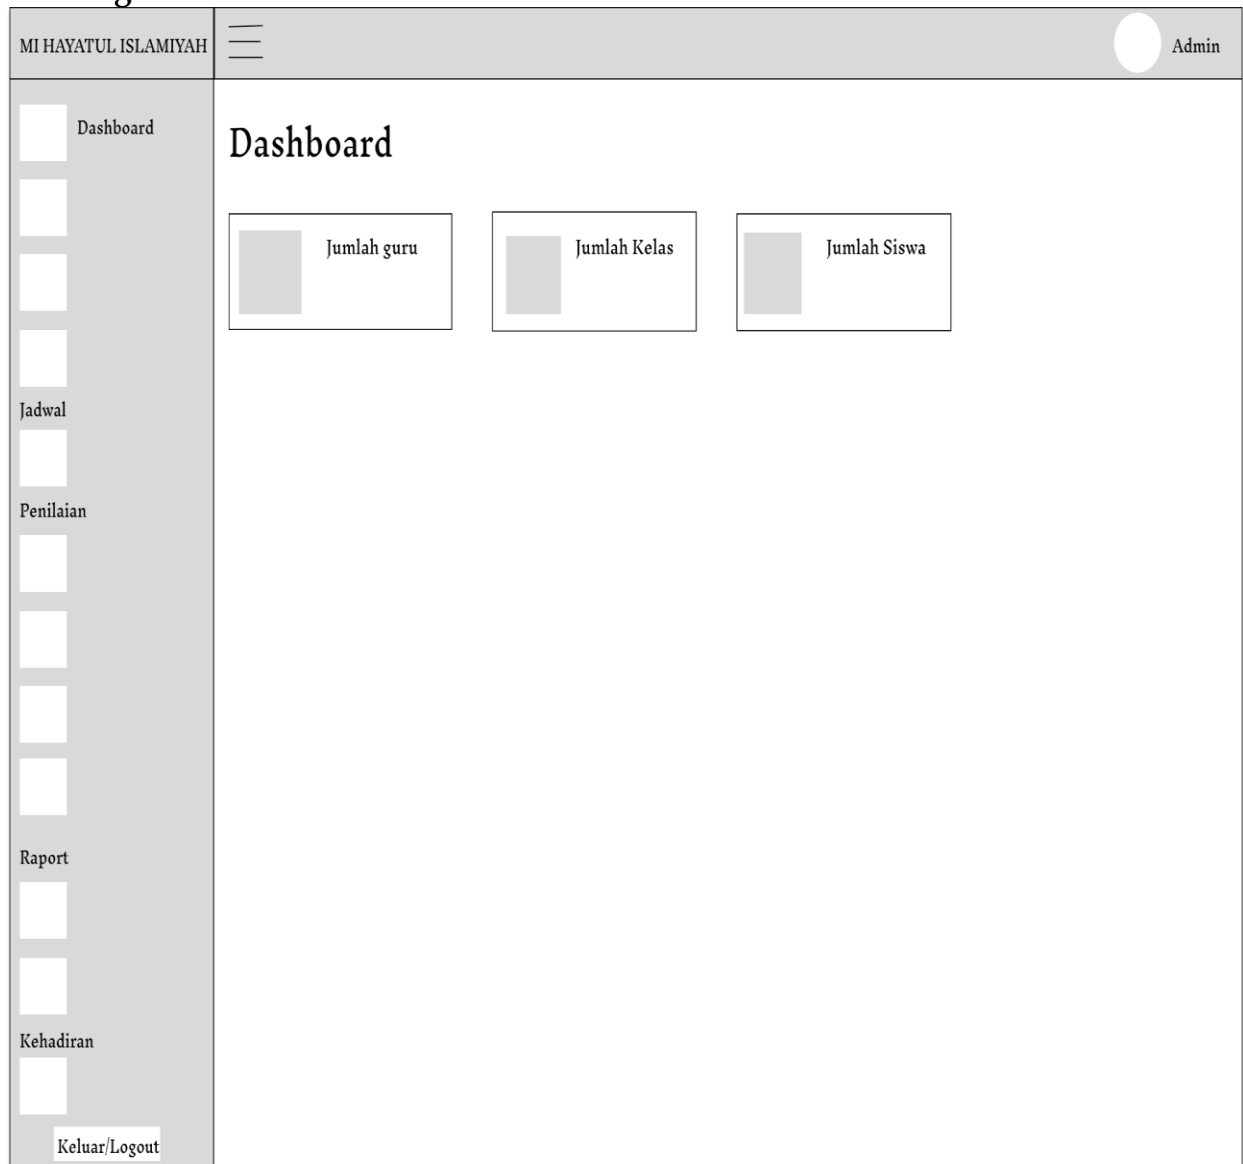 MI HAYATUL ISLAMIYAH
Admin
Dashboard
Dashboard
Jumlah guru
Jumlah Kelas
Jumlah Siswa
Jadwal
Penilaian
Raport
Kehadiran
Keluar/Logout